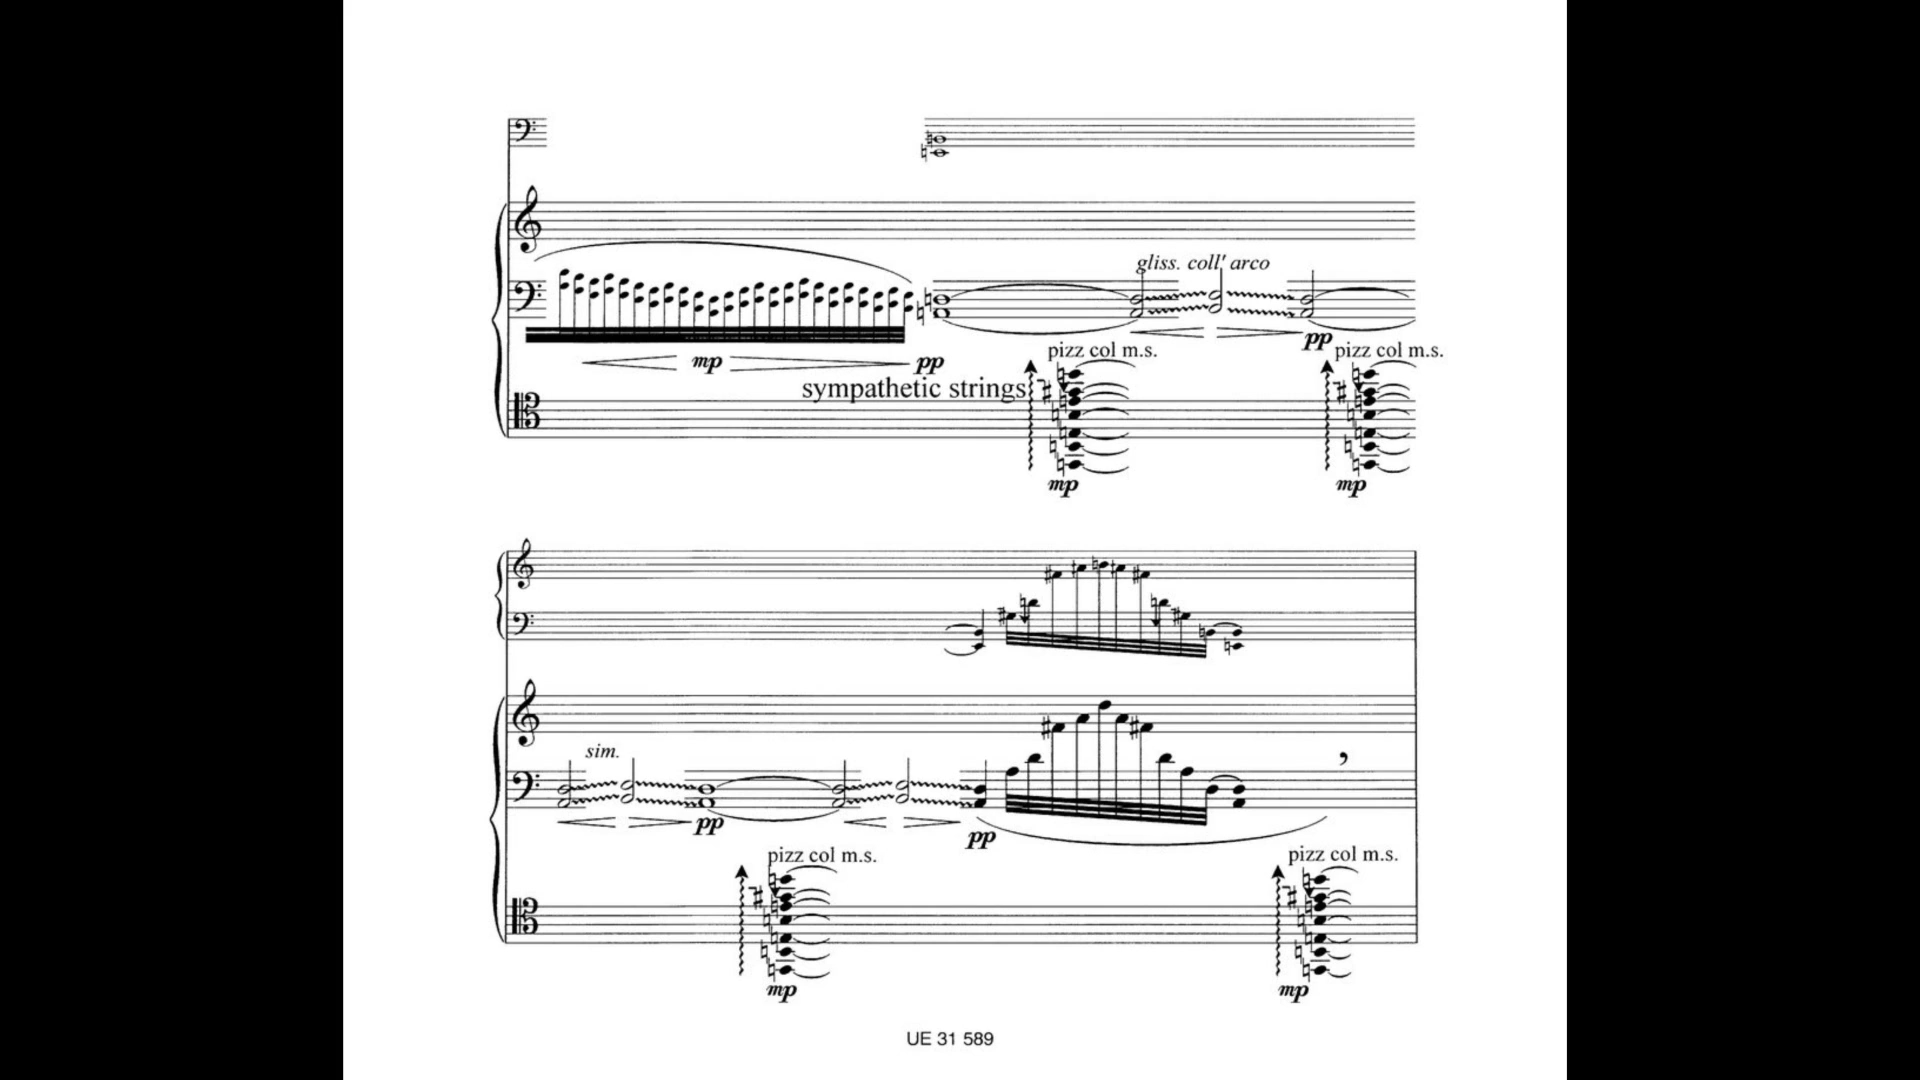 gliss. coll' arco
mp
pp
pp
pizz col m.s.
pizz col m.s.
sympathetic strings
mp
mp
sim.
pp
pp
pizz col m.s.
pizz col m.s.
mp
mp
UE 31 589